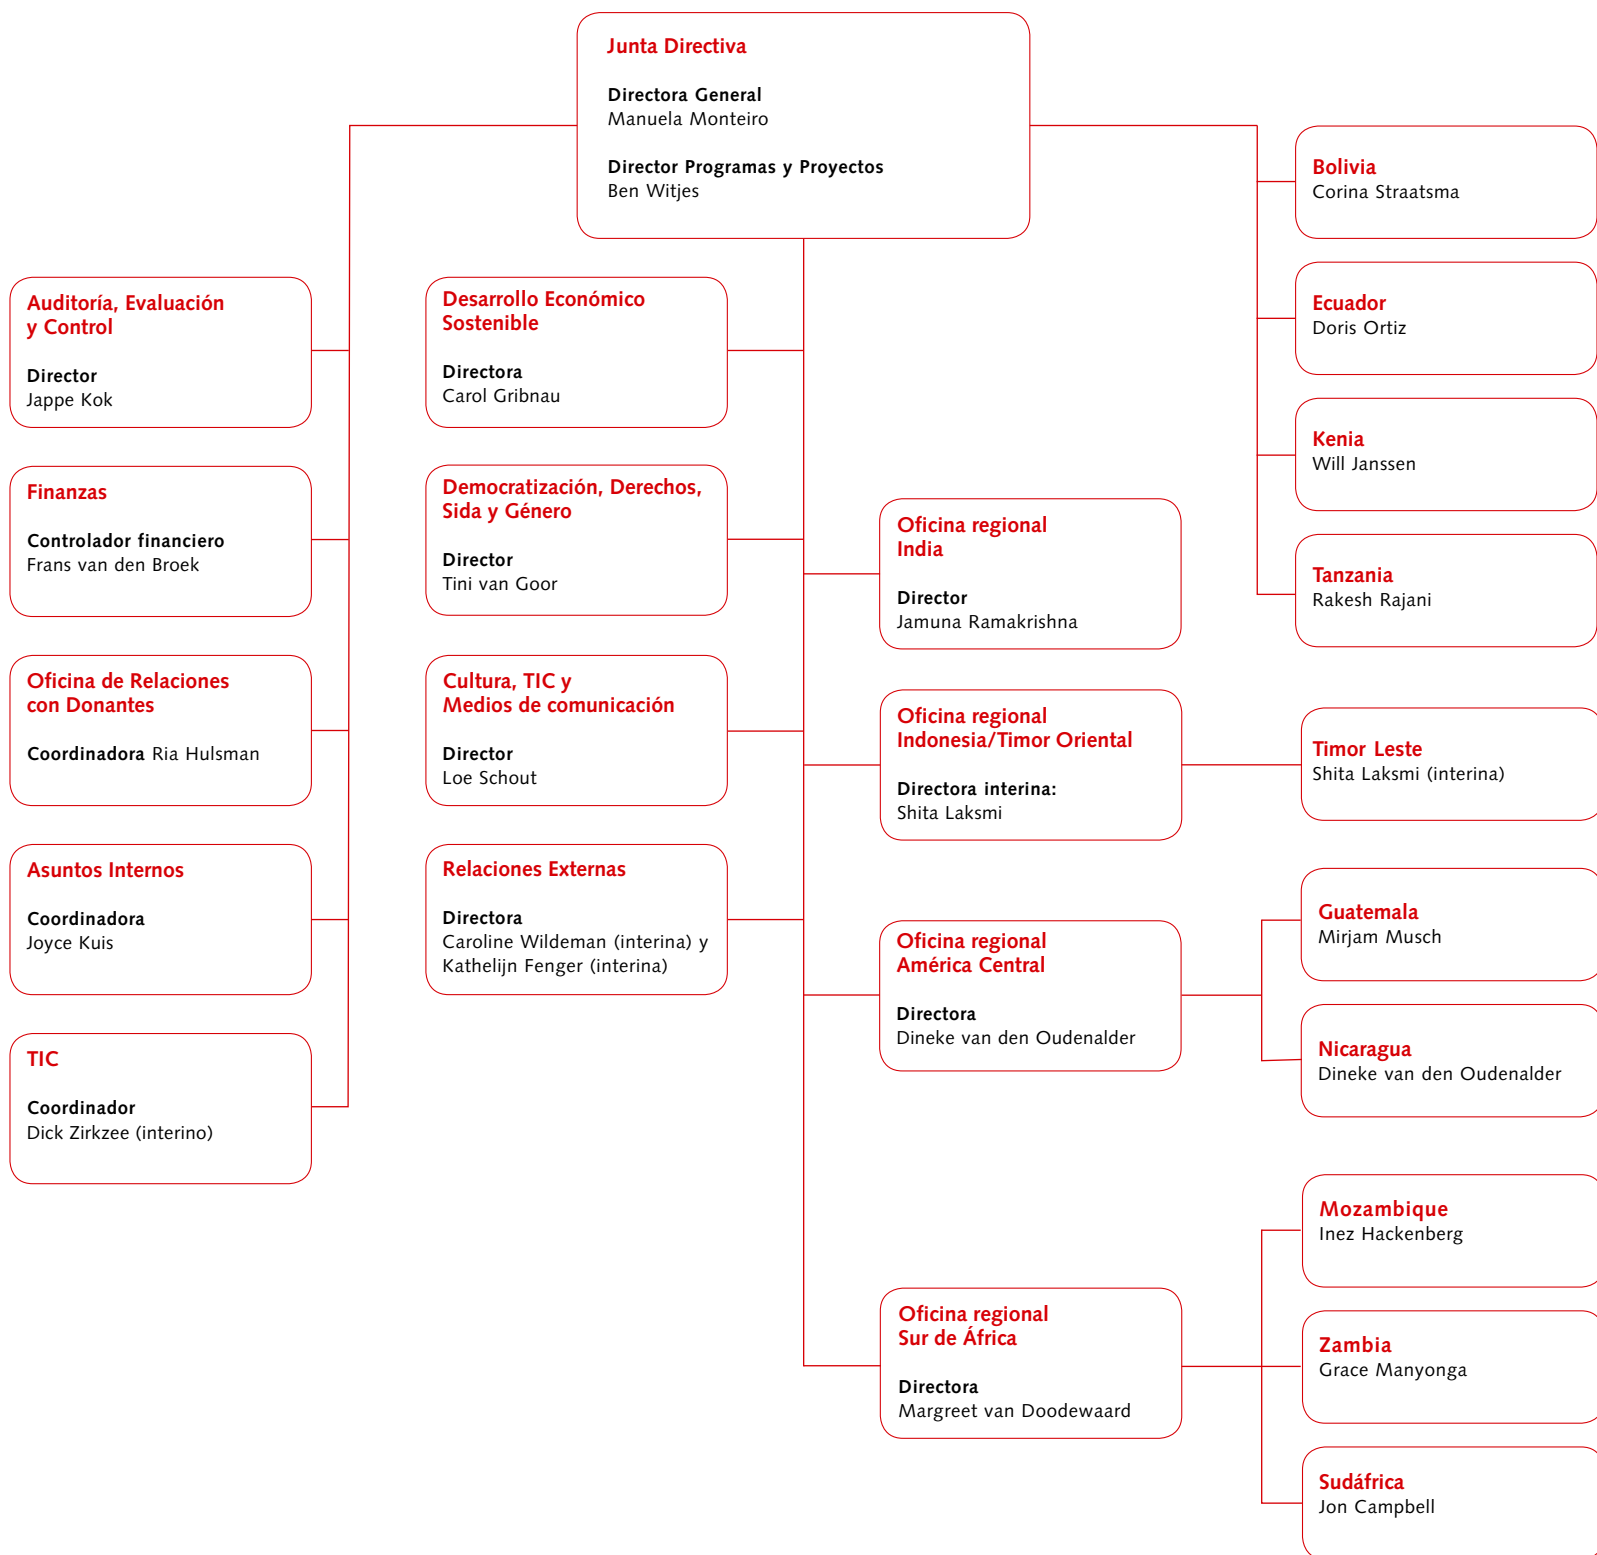 Junta Directiva
Directora General
Manuela Monteiro
Director Programas y Proyectos
Ben Witjes
Auditoría, Evaluación
y Control
Director
Jappe Kok
Finanzas
Controlador financiero
Frans van den Broek
Oficina de Relaciones
con Donantes
Coordinadora Ria Hulsman
Asuntos Internos
Coordinadora
Joyce Kuis
TIC
Coordinador
Dick Zirkzee (interino)
Desarrollo Económico
Sostenible
Directora
Carol Gribnau
Democratización, Derechos,
Sida y Género
Director
Tini van Goor
Cultura, TIC y
Medios de comunicación
Director
Loe Schout
Relaciones Externas
Directora
Caroline Wildeman (interina) y
Kathelijn Fenger (interina)
Oficina regional
India
Director
Jamuna Ramakrishna
Oficina regional
Indonesia/Timor Oriental
Directora interina:
Shita Laksmi
Oficina regional
América Central
Directora
Dineke van den Oudenalder
Oficina regional
Sur de África
Directora
Margreet van Doodewaard
Bolivia
Corina Straatsma
Ecuador
Doris Ortiz
Kenia
Will Janssen
Tanzania
Rakesh Rajani
Timor Leste
Shita Laksmi (interina)
Guatemala
Mirjam Musch
Nicaragua
Dineke van den Oudenalder
Mozambique
Inez Hackenberg
Zambia
Grace Manyonga
Sudáfrica
Jon Campbell